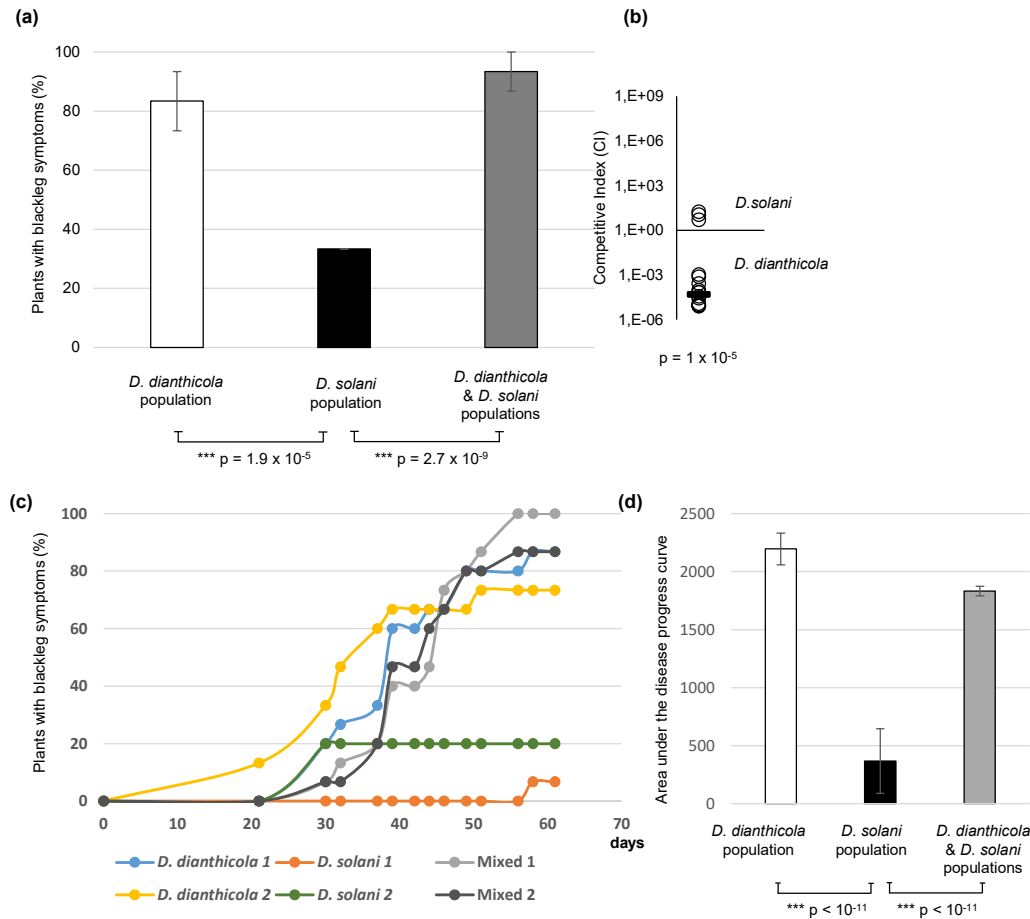 (a)
Plants with blackleg symptoms (%)
100
80
60
40
20
0
D. dianthicola
population
D. solani
population
D. dianthicola
& D. solani
populations
*** p = 1.9 x 10-5
*** p = 2.7 x 10-9
(b)
Competitive Index (CI)
1,E+09
1,E+06
1,E+03
1,E+00
1,E-03
1,E-06
D.solani
D. dianthicola
p = 1 x 10-5
(c)
Plants with blackleg symptoms (%)
100
80
60
40
20
0
0 10 20 30 40 50 60 70
days
D. dianthicola 1 D. solani 1 Mixed 1
D. dianthicola 2 D. solani 2 Mixed 2
(d)
Area under the disease progress curve
2500
2000
1500
1000
500
0
D. dianthicola
population
D. solani
population
D. dianthicola
& D. solani
populations
*** p < 10-11
*** p < 10-11